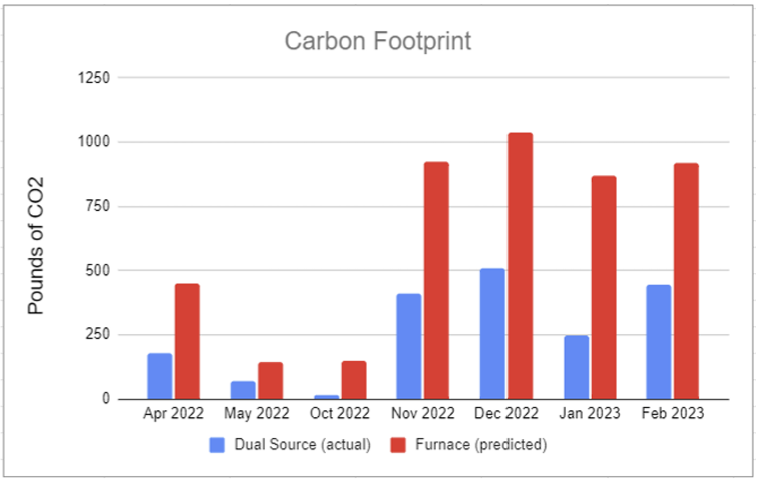 Carbon Footprint
Pounds of CO2
1250
1000
750
500
250
0
Apr 2022 May 2022 Oct 2022 Nov 2022 Dec 2022 Jan 2023 Feb 2023
Dual Source (actual) Furnace (predicted)